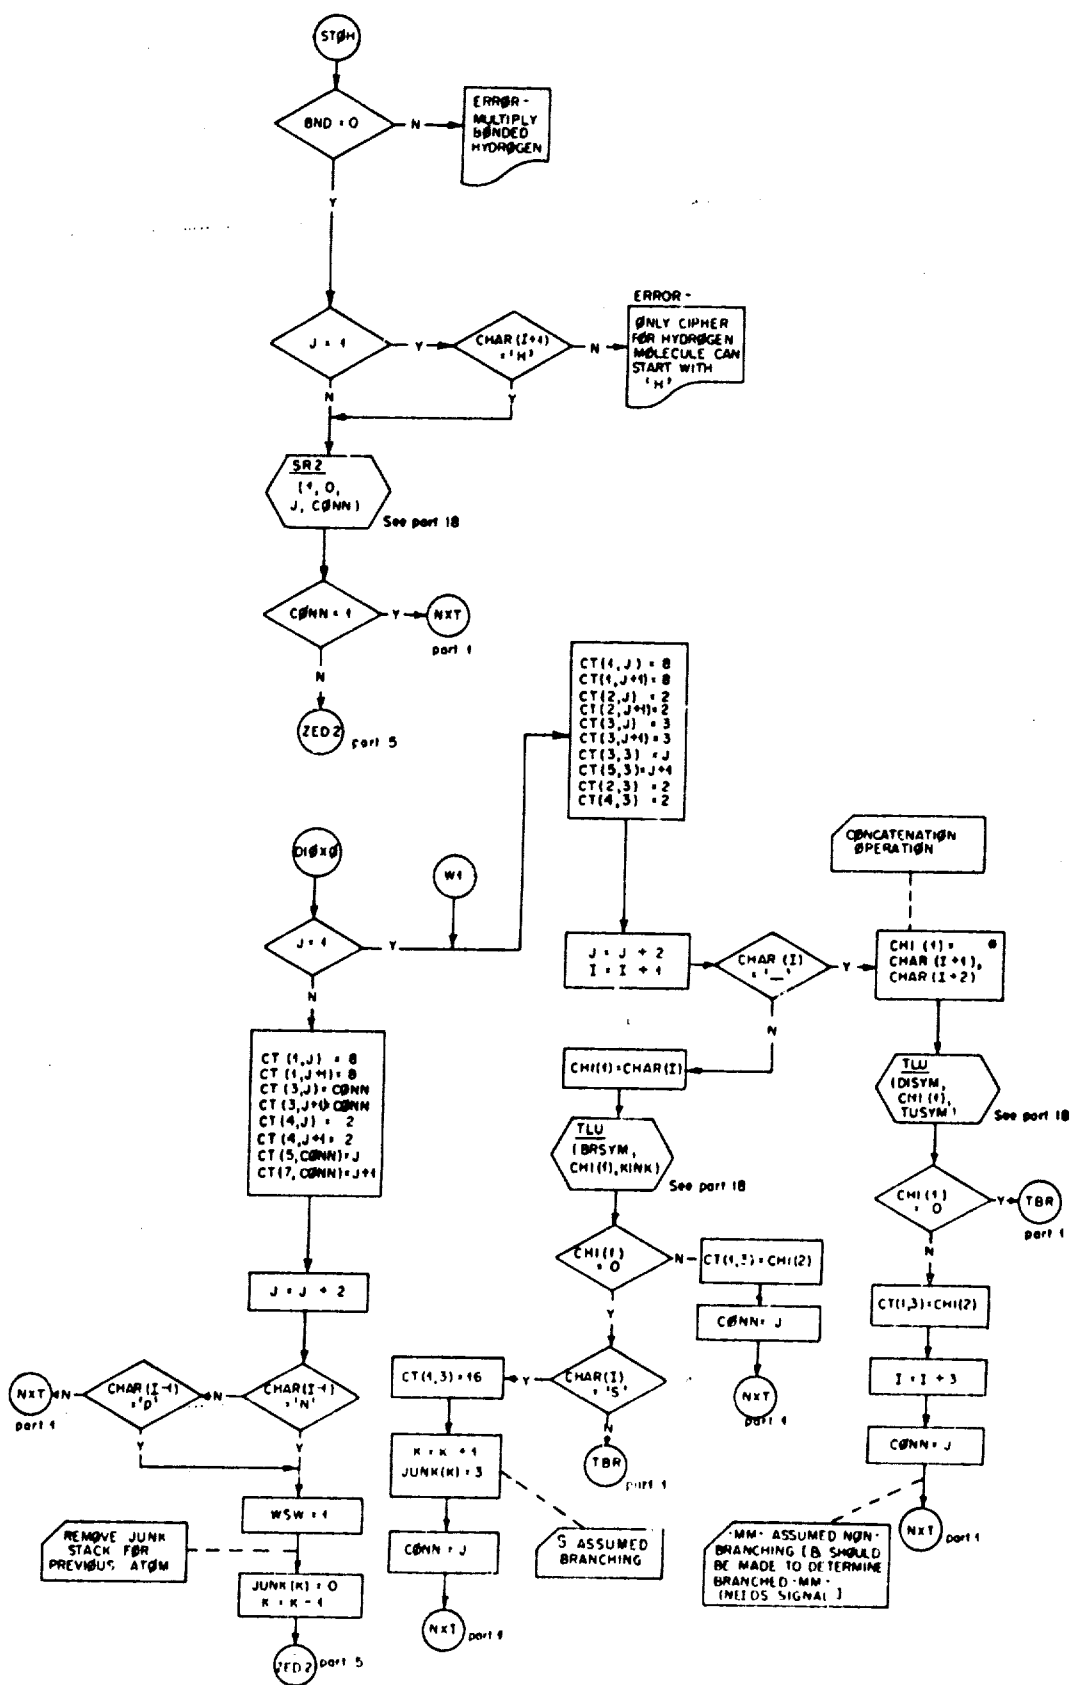 STØH
BND = 0
N
ERRØR -
MULTIPLY
BØNDED
HYDRØGEN
Y
J = 1
Y
CHAR (I+1)
= 'H'
N
ERROR -
ØNLY CIPHER
FØR HYDRØGEN
MØLECULE CAN
START WITH
'H'
N
Y
SR2
(1, 0,
J, CØNN)
See part 18
CØNN = 1
Y
NXT
part 1
N
ZED2
part 5
CT(1,J) = 8
CT(1,J+1)=8
CT(2,J) = 2
CT(2,J+1)=2
CT(3,J) = 3
CT(3,J+1)=3
CT(3,3) = J
CT(5,3)=J+1
CT(2,3) = 2
CT(4,3) = 2
DIØXØ
W1
J = 1
Y
N
J = J + 2
I = I + 1
CHAR (I)
= '_'
Y
N
CØNCATENATIØN
ØPERATIØN
CHI (1) =
CHAR (I+1),
CHAR (I+2)
CT (1,J) = 8
CT (1,J+1)=8
CT (3,J)=CØNN
CT(3,J+1)=CØNN
CT(4,J) = 2
CT(4,J+1= 2
CT(5,CØNN)=J
CT(7,CØNN)=J+1
CHI(1)=CHAR(I)
TLU
(BRSYM,
CHI(1),KINK)
See part 18
TLU
(DISYM,
CHI(1),
TUSYM)
See part 18
CHI(1)
= 0
N
CT(1,3)=CHI(2)
Y
CHI(1)
= 0
Y
TBR
part 1
N
J = J + 2
CØNN= J
CT(1,3)=CHI(2)
NXT
part 1
N
CHAR(I-1)
='P'
N
CHAR(I-1)
='N'
Y
Y
CT(1,3)=16
Y
CHAR(I)
= 'S'
N
NXT
part 1
I = I + 3
K = K + 1
JUNK(K)= 3
TBR
part 1
CØNN= J
WSW = 1
REMØVE JUNK
STACK FØR
PREVIØUS ATØM
CØNN = J
S ASSUMED
BRANCHING
-MM- ASSUMED NØN-
BRANCHING (B SHØULD
BE MADE TØ DETERMINE
BRANCHED -MM-
(NEEDS SIGNAL]
NXT
part 1
JUNK(K) = 0
K = K - 1
NXT
part 1
ZED2
part 5